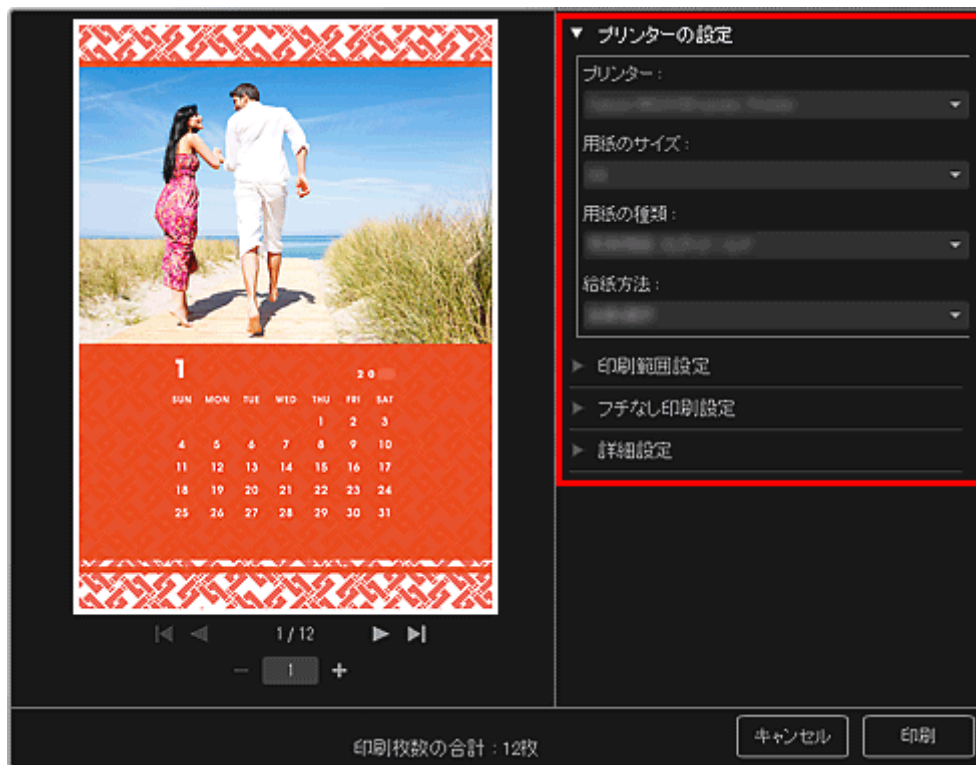 1
20
SUN MON TUE WED THU FRI SAT
1 2 3
4 5 6 7 8 9 10
11 12 13 14 15 16 17
18 19 20 21 22 23 24
25 26 27 28 29 30 31
1 / 12
1
プリンターの設定
プリンター：
用紙のサイズ：
用紙の種類：
給紙方法：
印刷範囲設定
フチなし印刷設定
詳細設定
印刷枚数の合計：12枚
キャンセル
印刷